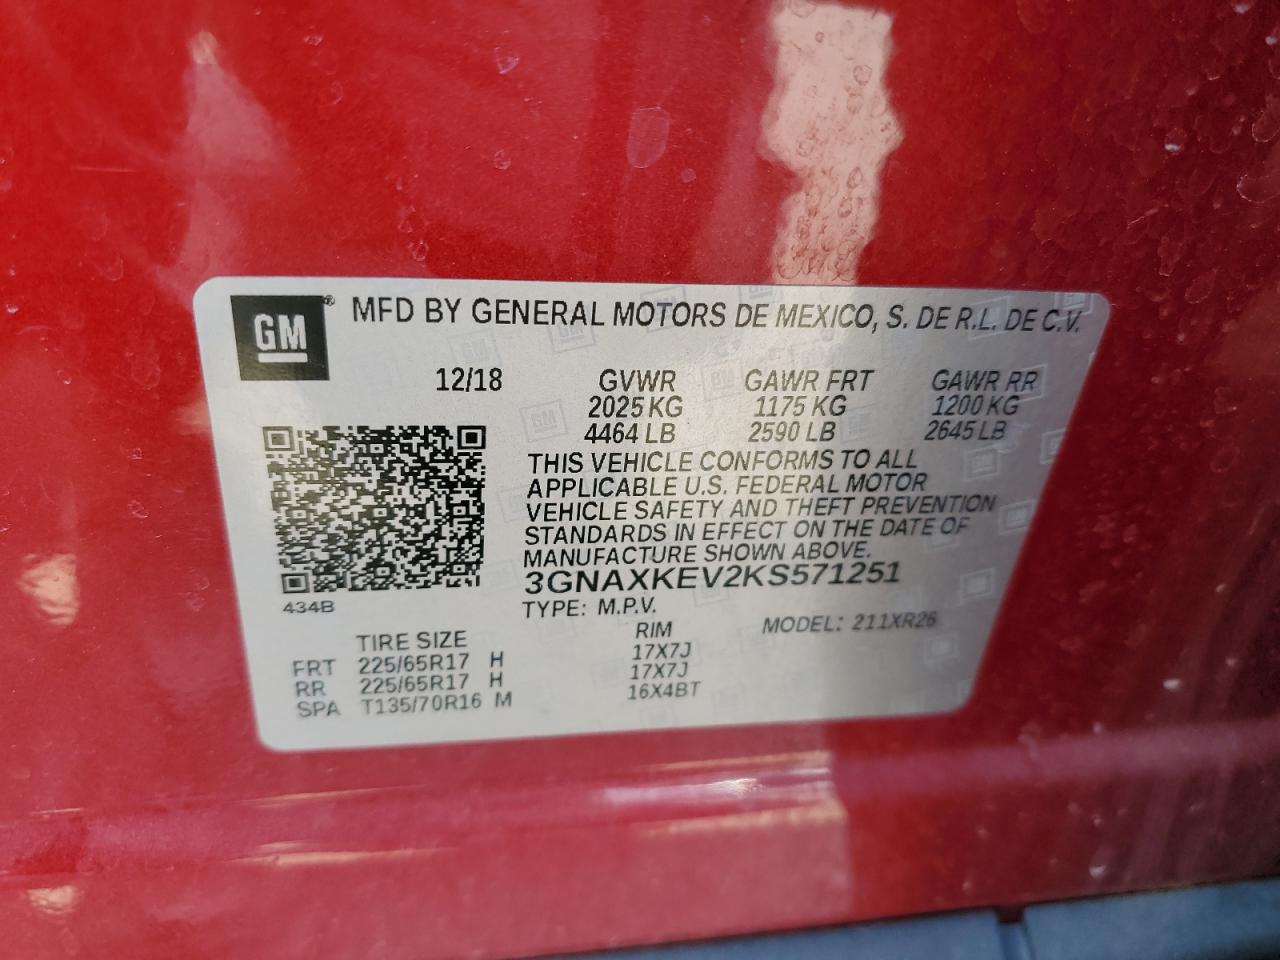 GM® MFD BY GENERAL MOTORS DE MEXICO, S. DE R.L. DE C.V.
12/18 GVWR GAWR FRT GAWR RR
2025 KG 1175 KG 1200 KG
4464 LB 2590 LB 2645 LB
THIS VEHICLE CONFORMS TO ALL
APPLICABLE U.S. FEDERAL MOTOR
VEHICLE SAFETY AND THEFT PREVENTION
STANDARDS IN EFFECT ON THE DATE OF
MANUFACTURE SHOWN ABOVE.
3GNAXKEV2KS571251
434B
TYPE: M.P.V. MODEL: 211XR26
TIRE SIZE RIM
FRT 225/65R17 H 17X7J
RR 225/65R17 H 17X7J
SPA T135/70R16 M 16X4BT